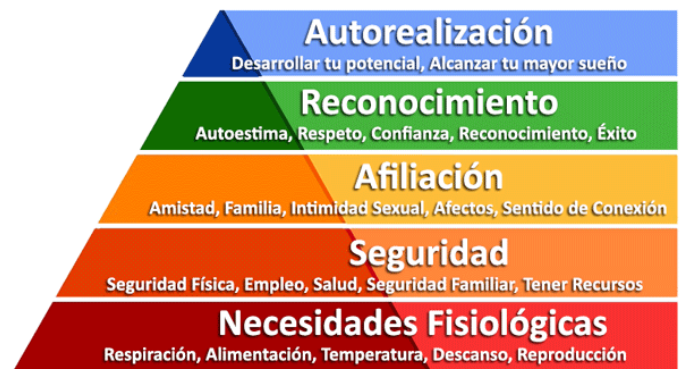 Autorealización
Desarrollar tu potencial, Alcanzar tu mayor sueño
Reconocimiento
Autoestima, Respeto, Confianza, Reconocimiento, Éxito
Afiliación
Amistad, Familia, Intimidad Sexual, Afectos, Sentido de Conexión
Seguridad
Seguridad Física, Empleo, Salud, Seguridad Familiar, Tener Recursos
Necesidades Fisiológicas
Respiración, Alimentación, Temperatura, Descanso, Reproducción